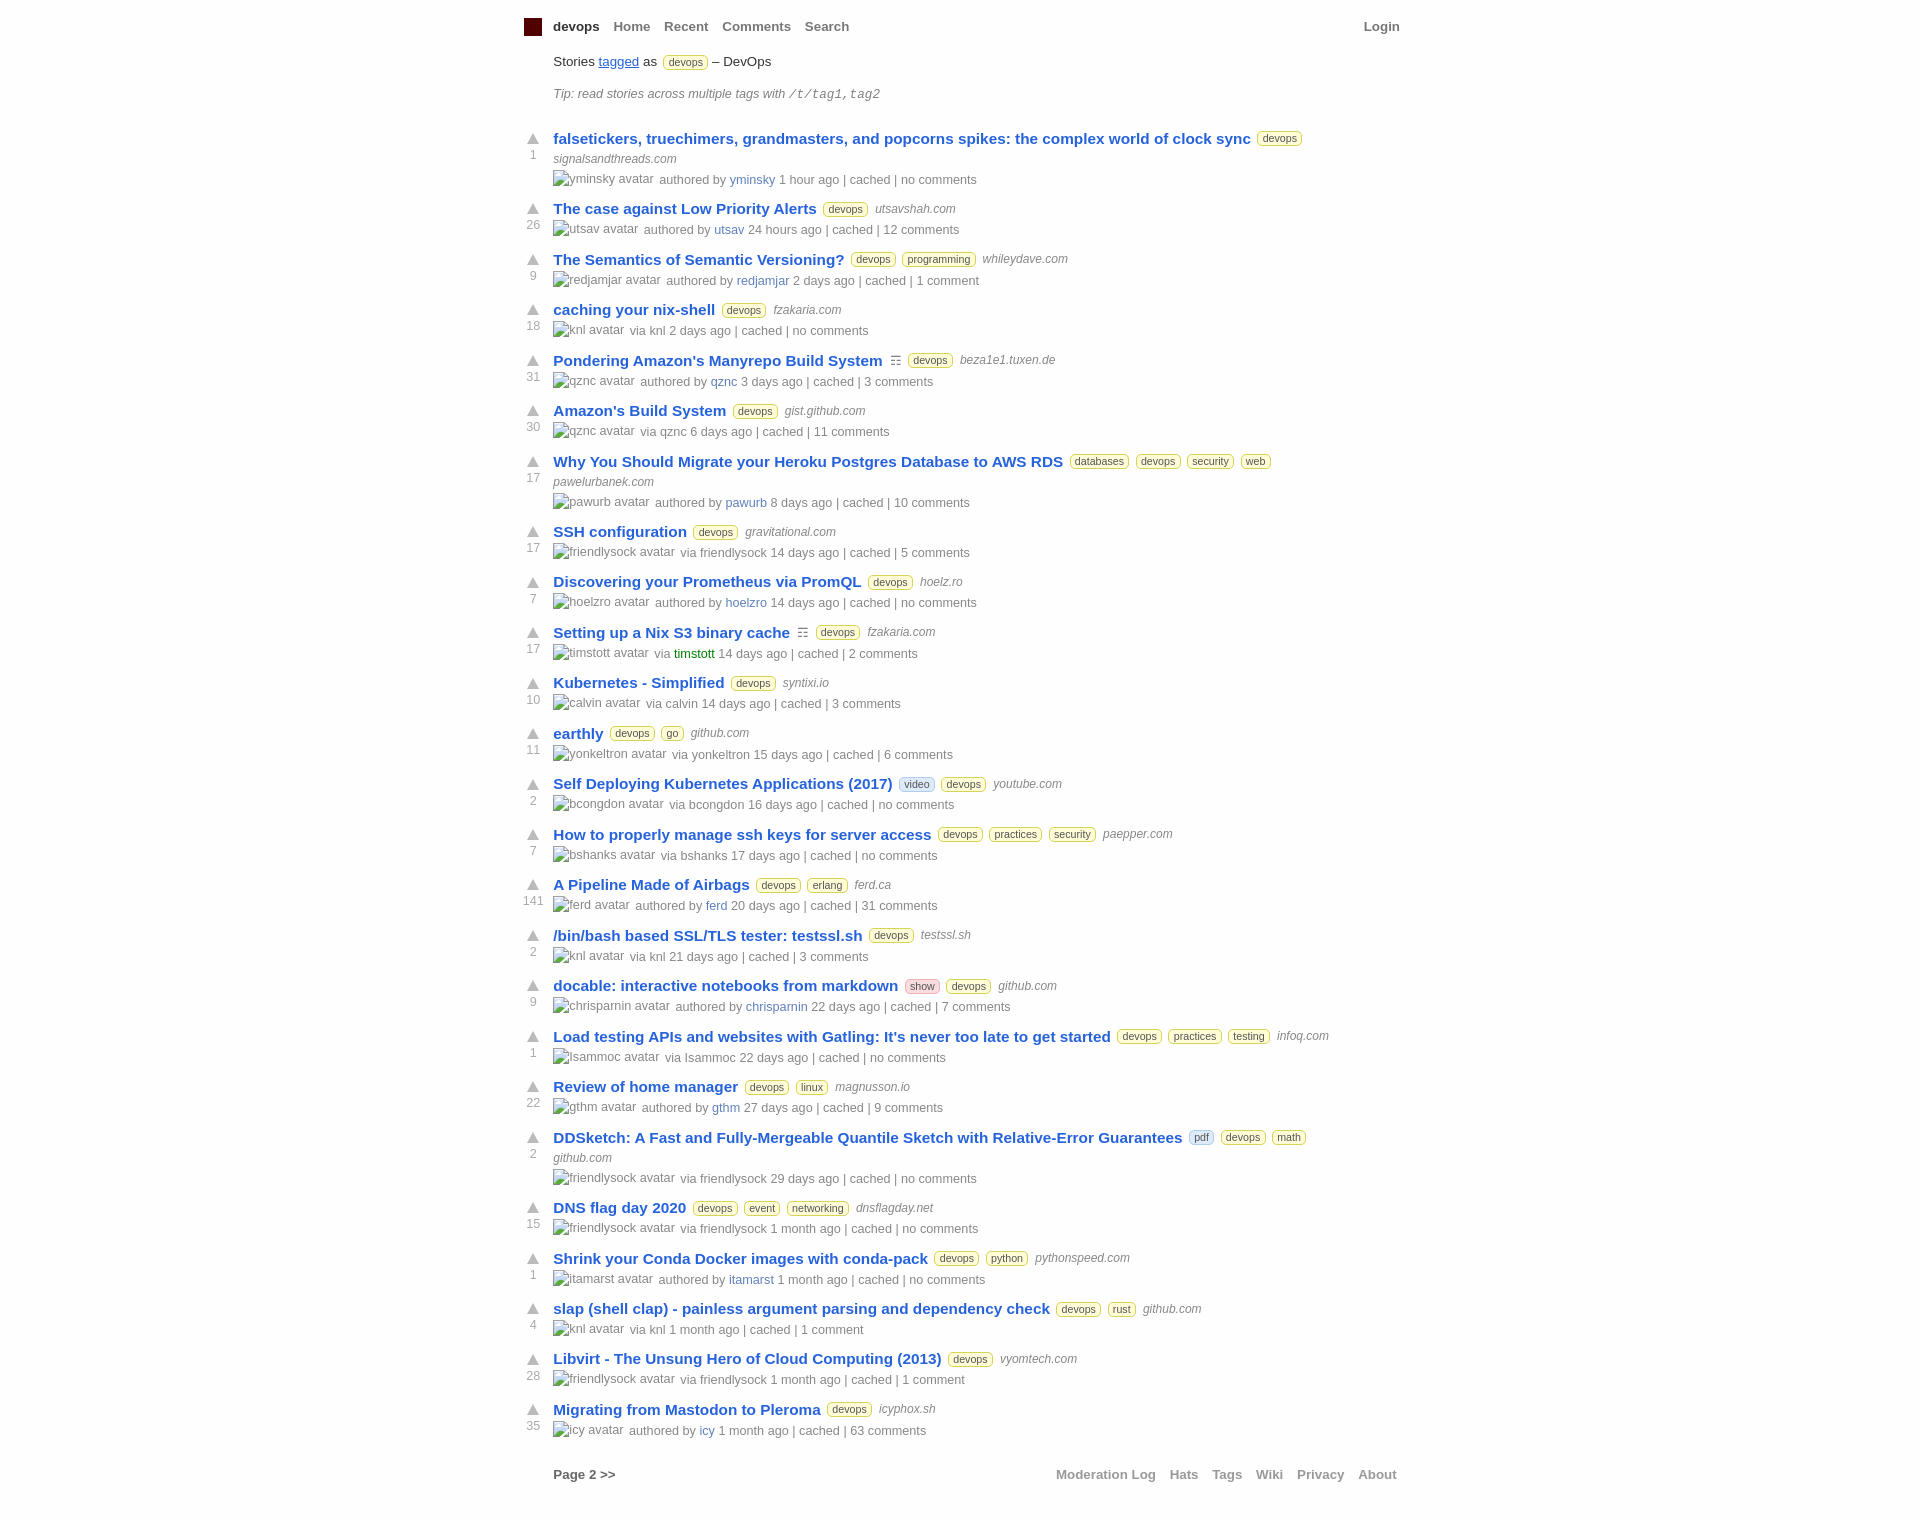 devops Home Recent Comments Search Login
Stories tagged as devops – DevOps
Tip: read stories across multiple tags with /t/tag1,tag2
falsetickers, truechimers, grandmasters, and popcorns spikes: the complex world of clock sync devops
1
signalsandthreads.com
yminsky avatar authored by yminsky 1 hour ago | cached | no comments
The case against Low Priority Alerts devops utsavshah.com
26
utsav avatar authored by utsav 24 hours ago | cached | 12 comments
The Semantics of Semantic Versioning? devops programming whileydave.com
9
redjamjar avatar authored by redjamjar 2 days ago | cached | 1 comment
caching your nix-shell devops fzakaria.com
18
knl avatar via knl 2 days ago | cached | no comments
Pondering Amazon's Manyrepo Build System ☶ devops beza1e1.tuxen.de
31
qznc avatar authored by qznc 3 days ago | cached | 3 comments
Amazon's Build System devops gist.github.com
30
qznc avatar via qznc 6 days ago | cached | 11 comments
Why You Should Migrate your Heroku Postgres Database to AWS RDS databases devops security web
17
pawelurbanek.com
pawurb avatar authored by pawurb 8 days ago | cached | 10 comments
SSH configuration devops gravitational.com
17
friendlysock avatar via friendlysock 14 days ago | cached | 5 comments
Discovering your Prometheus via PromQL devops hoelz.ro
7
hoelzro avatar authored by hoelzro 14 days ago | cached | no comments
Setting up a Nix S3 binary cache ☶ devops fzakaria.com
17
timstott avatar via timstott 14 days ago | cached | 2 comments
Kubernetes - Simplified devops syntixi.io
10
calvin avatar via calvin 14 days ago | cached | 3 comments
earthly devops go github.com
11
yonkeltron avatar via yonkeltron 15 days ago | cached | 6 comments
Self Deploying Kubernetes Applications (2017) video devops youtube.com
2
bcongdon avatar via bcongdon 16 days ago | cached | no comments
How to properly manage ssh keys for server access devops practices security paepper.com
7
bshanks avatar via bshanks 17 days ago | cached | no comments
A Pipeline Made of Airbags devops erlang ferd.ca
141
ferd avatar authored by ferd 20 days ago | cached | 31 comments
/bin/bash based SSL/TLS tester: testssl.sh devops testssl.sh
2
knl avatar via knl 21 days ago | cached | 3 comments
docable: interactive notebooks from markdown show devops github.com
9
chrisparnin avatar authored by chrisparnin 22 days ago | cached | 7 comments
Load testing APIs and websites with Gatling: It's never too late to get started devops practices testing infoq.com
1
lsammoc avatar via lsammoc 22 days ago | cached | no comments
Review of home manager devops linux magnusson.io
22
gthm avatar authored by gthm 27 days ago | cached | 9 comments
DDSketch: A Fast and Fully-Mergeable Quantile Sketch with Relative-Error Guarantees pdf devops math
2
github.com
friendlysock avatar via friendlysock 29 days ago | cached | no comments
DNS flag day 2020 devops event networking dnsflagday.net
15
friendlysock avatar via friendlysock 1 month ago | cached | no comments
Shrink your Conda Docker images with conda-pack devops python pythonspeed.com
1
itamarst avatar authored by itamarst 1 month ago | cached | no comments
slap (shell clap) - painless argument parsing and dependency check devops rust github.com
4
knl avatar via knl 1 month ago | cached | 1 comment
Libvirt - The Unsung Hero of Cloud Computing (2013) devops vyomtech.com
28
friendlysock avatar via friendlysock 1 month ago | cached | 1 comment
Migrating from Mastodon to Pleroma devops icyphox.sh
35
icy avatar authored by icy 1 month ago | cached | 63 comments
Page 2 >> Moderation Log Hats Tags Wiki Privacy About